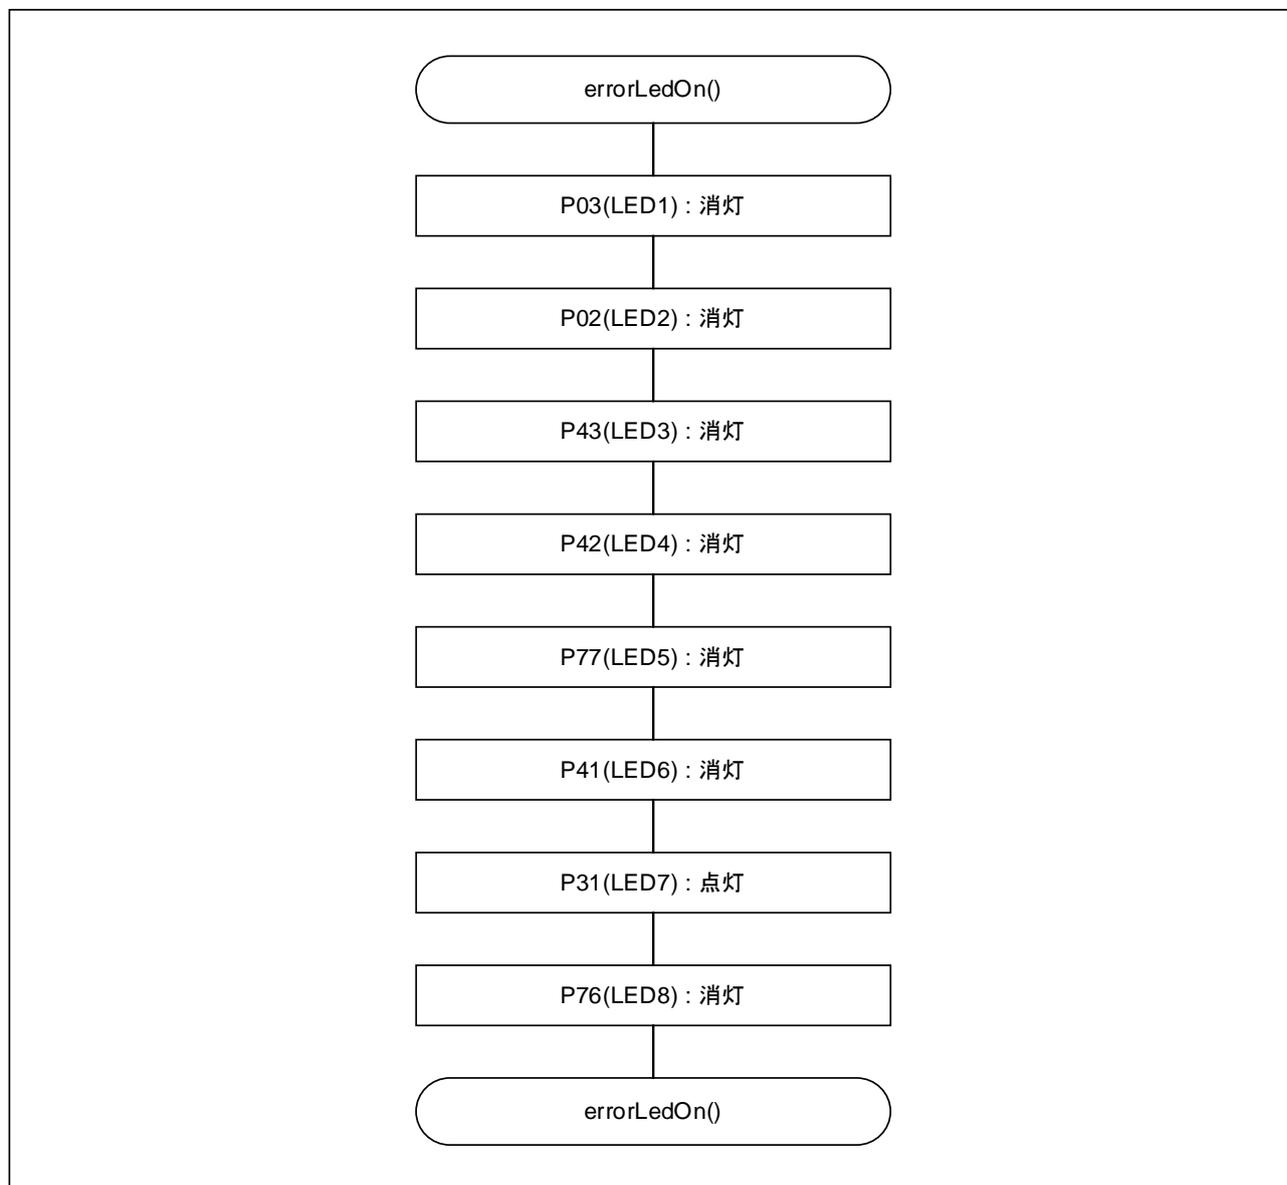 errorLedOn()
P03(LED1) : 消灯
P02(LED2) : 消灯
P43(LED3) : 消灯
P42(LED4) : 消灯
P77(LED5) : 消灯
P41(LED6) : 消灯
P31(LED7) : 点灯
P76(LED8) : 消灯
errorLedOn()